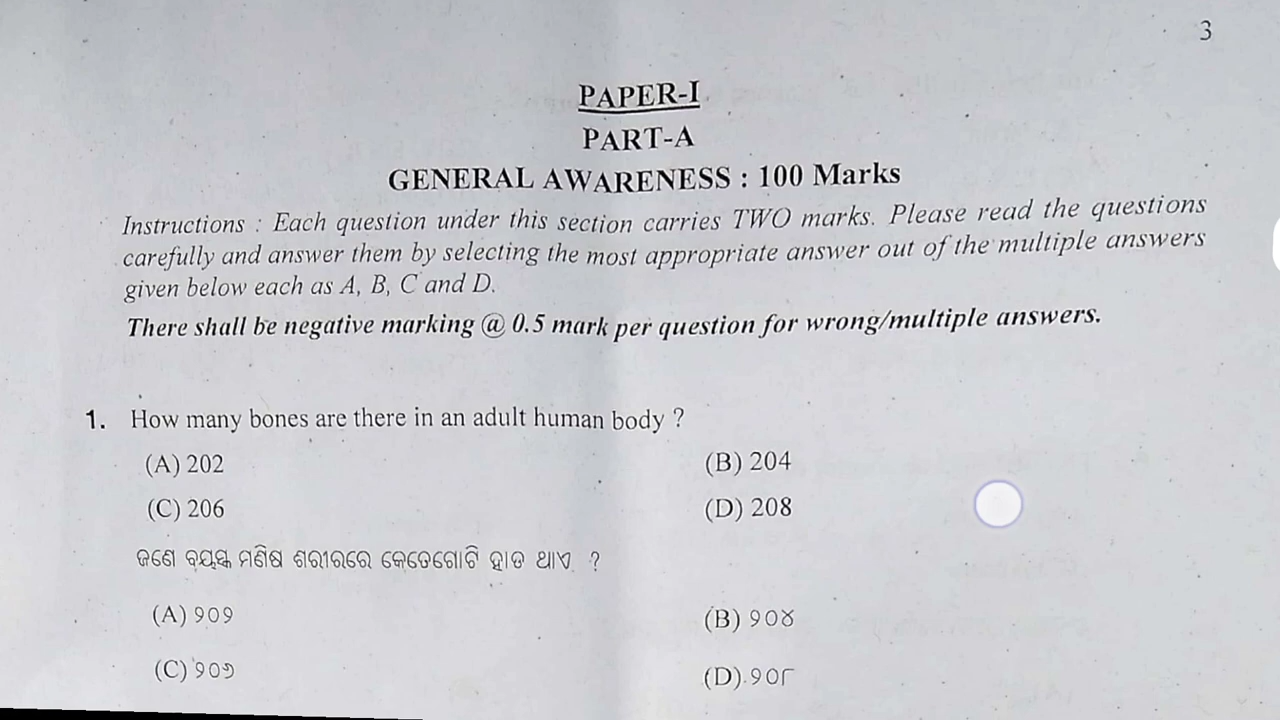 3
PAPER-I
PART-A
GENERAL AWARENESS : 100 Marks
Instructions : Each question under this section carries TWO marks. Please read the questions
carefully and answer them by selecting the most appropriate answer out of the multiple answers
given below each as A, B, C and D.
There shall be negative marking @ 0.5 mark per question for wrong/multiple answers.
1. How many bones are there in an adult human body ?
(A) 202 (B) 204
(C) 206 (D) 208
ଜଣେ ବୟସ୍କ ମଣିଷ ଶରୀରରେ କେତେଗୋଟି ହାଡ ଥାଏ ?
(A) ୨୦୨ (B) ୨୦୪
(C) ୨୦୬ (D) ୨୦୮